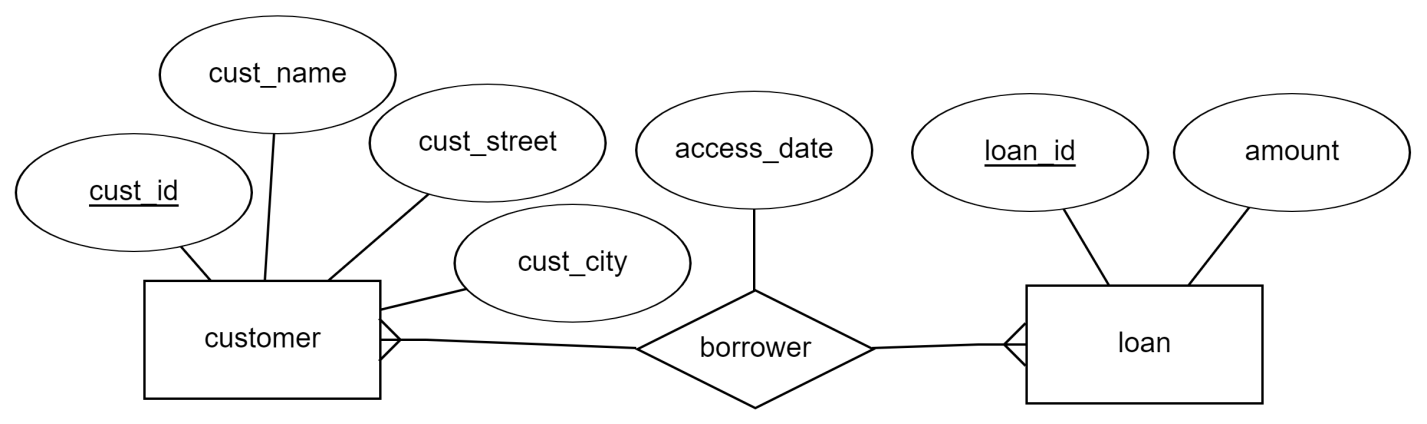 cust_name
cust_street
access_date
loan_id
amount
cust_id
cust_city
customer
borrower
loan